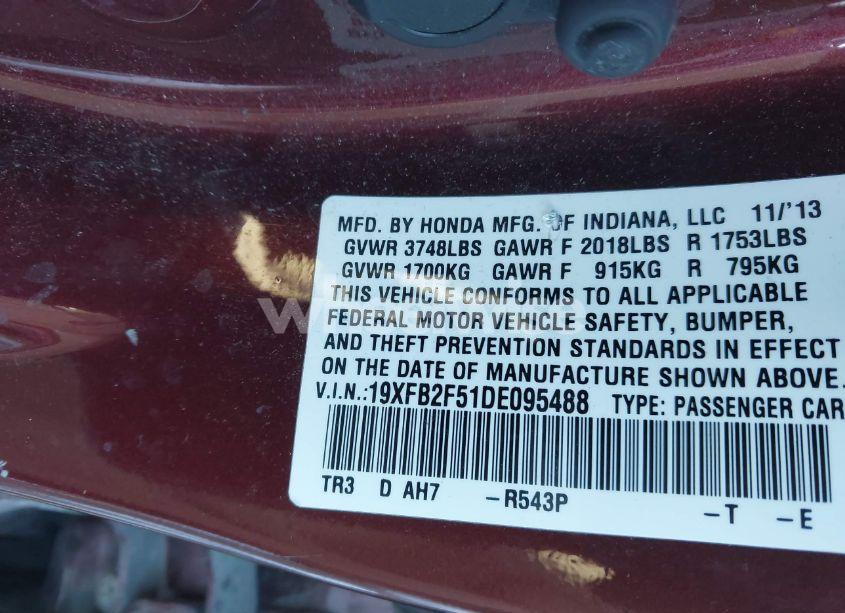 MFD. BY HONDA MFG. OF INDIANA, LLC 11/'13
GVWR 3748LBS GAWR F 2018LBS R 1753LBS
GVWR 1700KG GAWR F 915KG R 795KG
THIS VEHICLE CONFORMS TO ALL APPLICABLE
FEDERAL MOTOR VEHICLE SAFETY, BUMPER,
AND THEFT PREVENTION STANDARDS IN EFFECT
ON THE DATE OF MANUFACTURE SHOWN ABOVE.
V.I.N.:19XFB2F51DE095488 TYPE: PASSENGER CAR
TR3 D AH7 -R543P -T -E